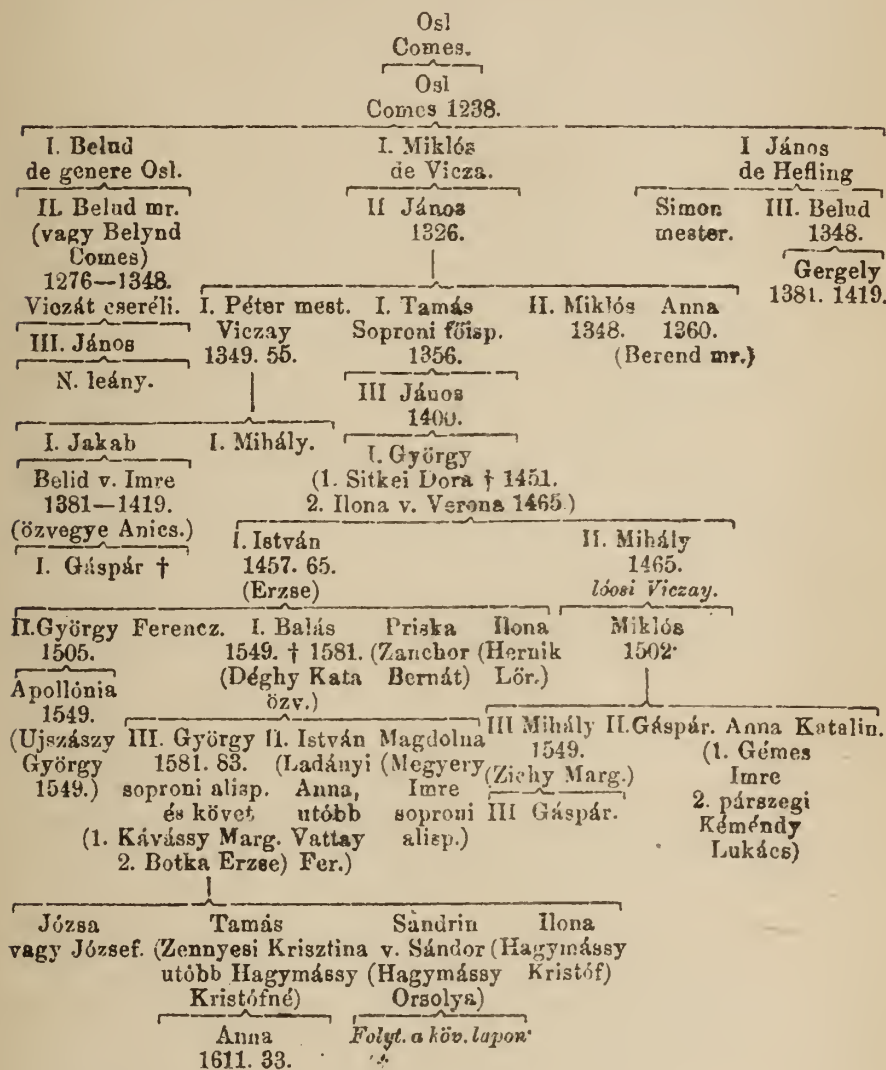 Osl
Comes.
Osl
Comes 1238.
I. Belud I. Miklós I János
de genere Osl. de Vicza. de Hefling
II. Belud mr. II János Simon III. Belud
(vagy Belynd 1326. mester. 1348.
Comes) Gergely
1276—1348. 1381. 1419.
Viczát cseréli. I. Péter mest. I. Tamás II. Miklós Anna
III. János Viczay Soproni főisp. 1348. 1360.
1349. 55. 1356. (Berend mr.)
N. leány. III János
1400.
I. Jakab I. Mihály. I. György
Belid v. Imre (1. Sitkei Dora † 1451.
1381—1419. 2. Ilona v. Verona 1465.)
(özvegye Anics.) I. István II. Mihály
I. Gáspár † 1457. 65. 1465.
(Erzse) lóosi Viczay.
II. György Ferencz. I. Balás Priska Ilona Miklós
1505. 1549. † 1581. (Zanchor (Hernik 1502.
Apollónia (Déghy Kata Bernát) Lőr.)
1549. özv.)
(Ujszászy III. György II. István Magdolna III Mihály II. Gáspár. Anna Katalin.
György 1581. 83. (Ladányi (Megyery 1549. (1. Gémes
1549.) soproni alisp. Anna, Imre (Zichy Marg.) Imre
és követ utóbb soproni III Gáspár. 2. párszegi
(1. Kávássy Marg. Vattay alisp.) Kéméndy
2. Botka Erzse) Fer.) Lukács)
Józsa Tamás Sàndrin Ilona
vagy József. (Zennyesi Krisztina v. Sándor (Hagymássy
utóbb Hagymássy (Hagymássy Kristóf)
Kristófné) Orsolya)
Anna Folyt. a köv. lapon
1611. 33.